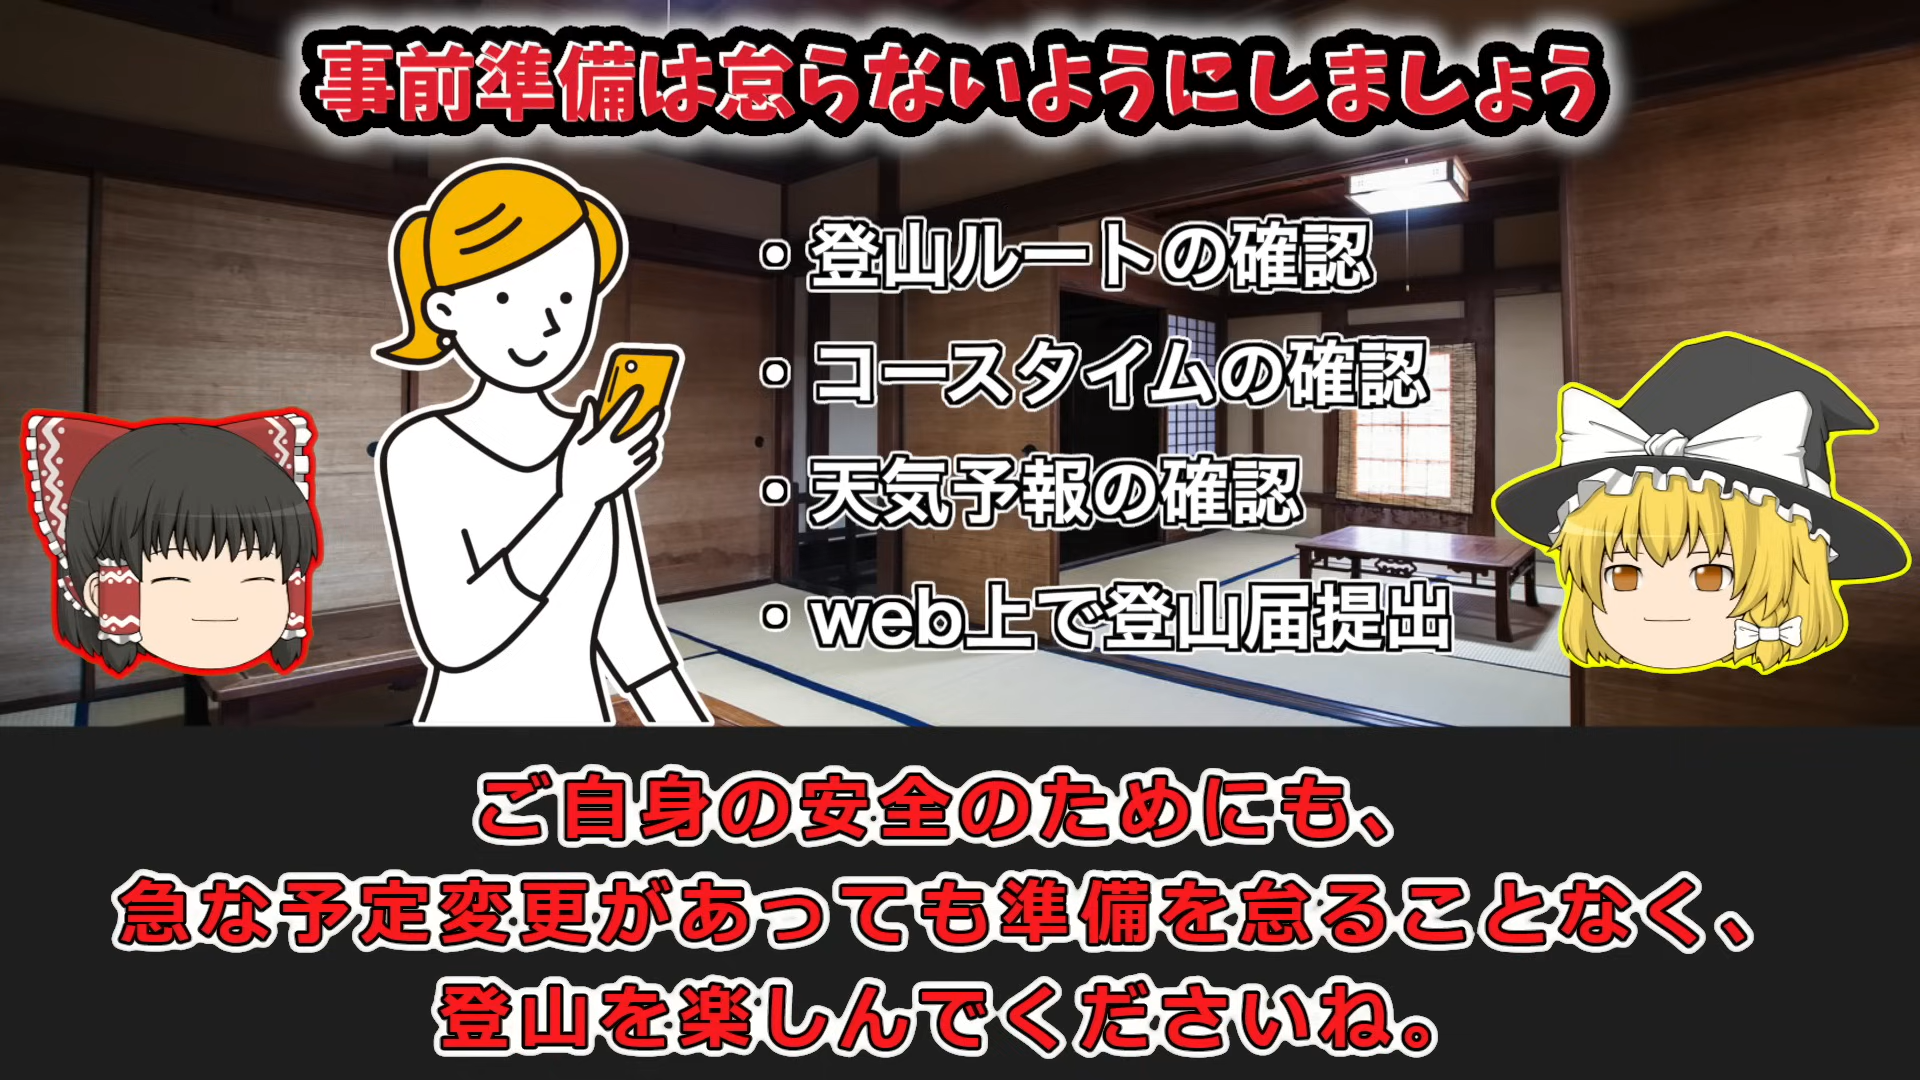 事前準備は怠らないようにしましょう
・登山ルートの確認
・コースタイムの確認
・天気予報の確認
・web上で登山届提出
ご自身の安全のためにも、
急な予定変更があっても準備を怠ることなく、
登山を楽しんでくださいね。